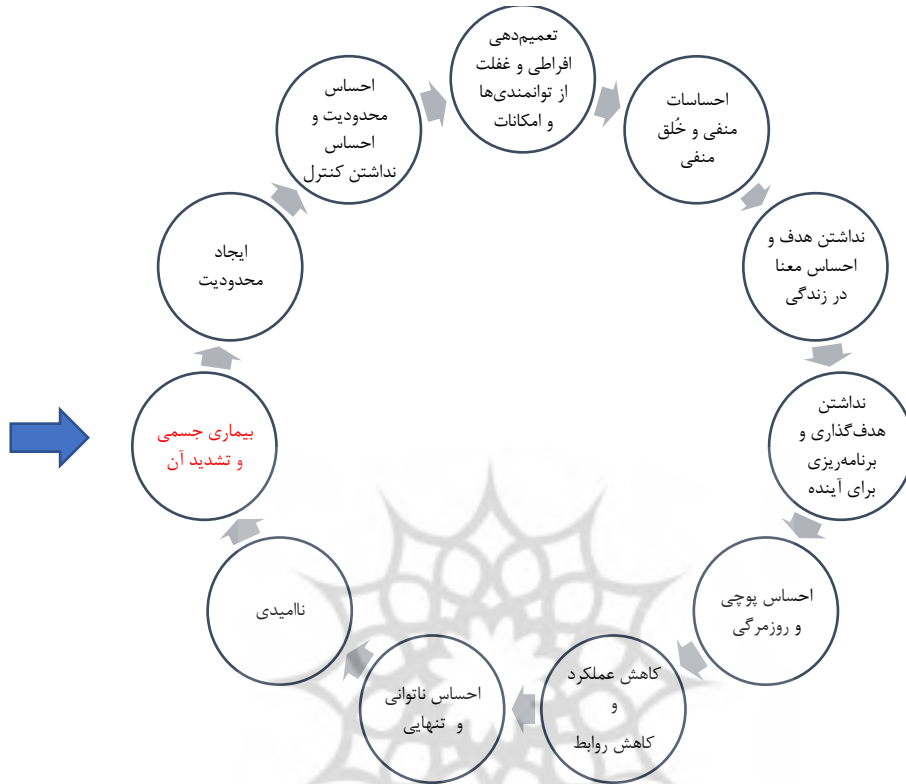 تعمیم‌دهی
افراطی و غفلت
از توانمندی‌ها
و امکانات
احساسات
منفی و خُلق
منفی
نداشتن هدف و
احساس معنا
در زندگی
نداشتن
هدف‌گذاری و
برنامه‌ریزی
برای آینده
احساس پوچی
و روزمرگی
کاهش عملکرد
و
کاهش روابط
احساس ناتوانی
و تنهایی
ناامیدی
بیماری جسمی
و تشدید آن
ایجاد
محدودیت
احساس
محدودیت و
احساس
نداشتن کنترل